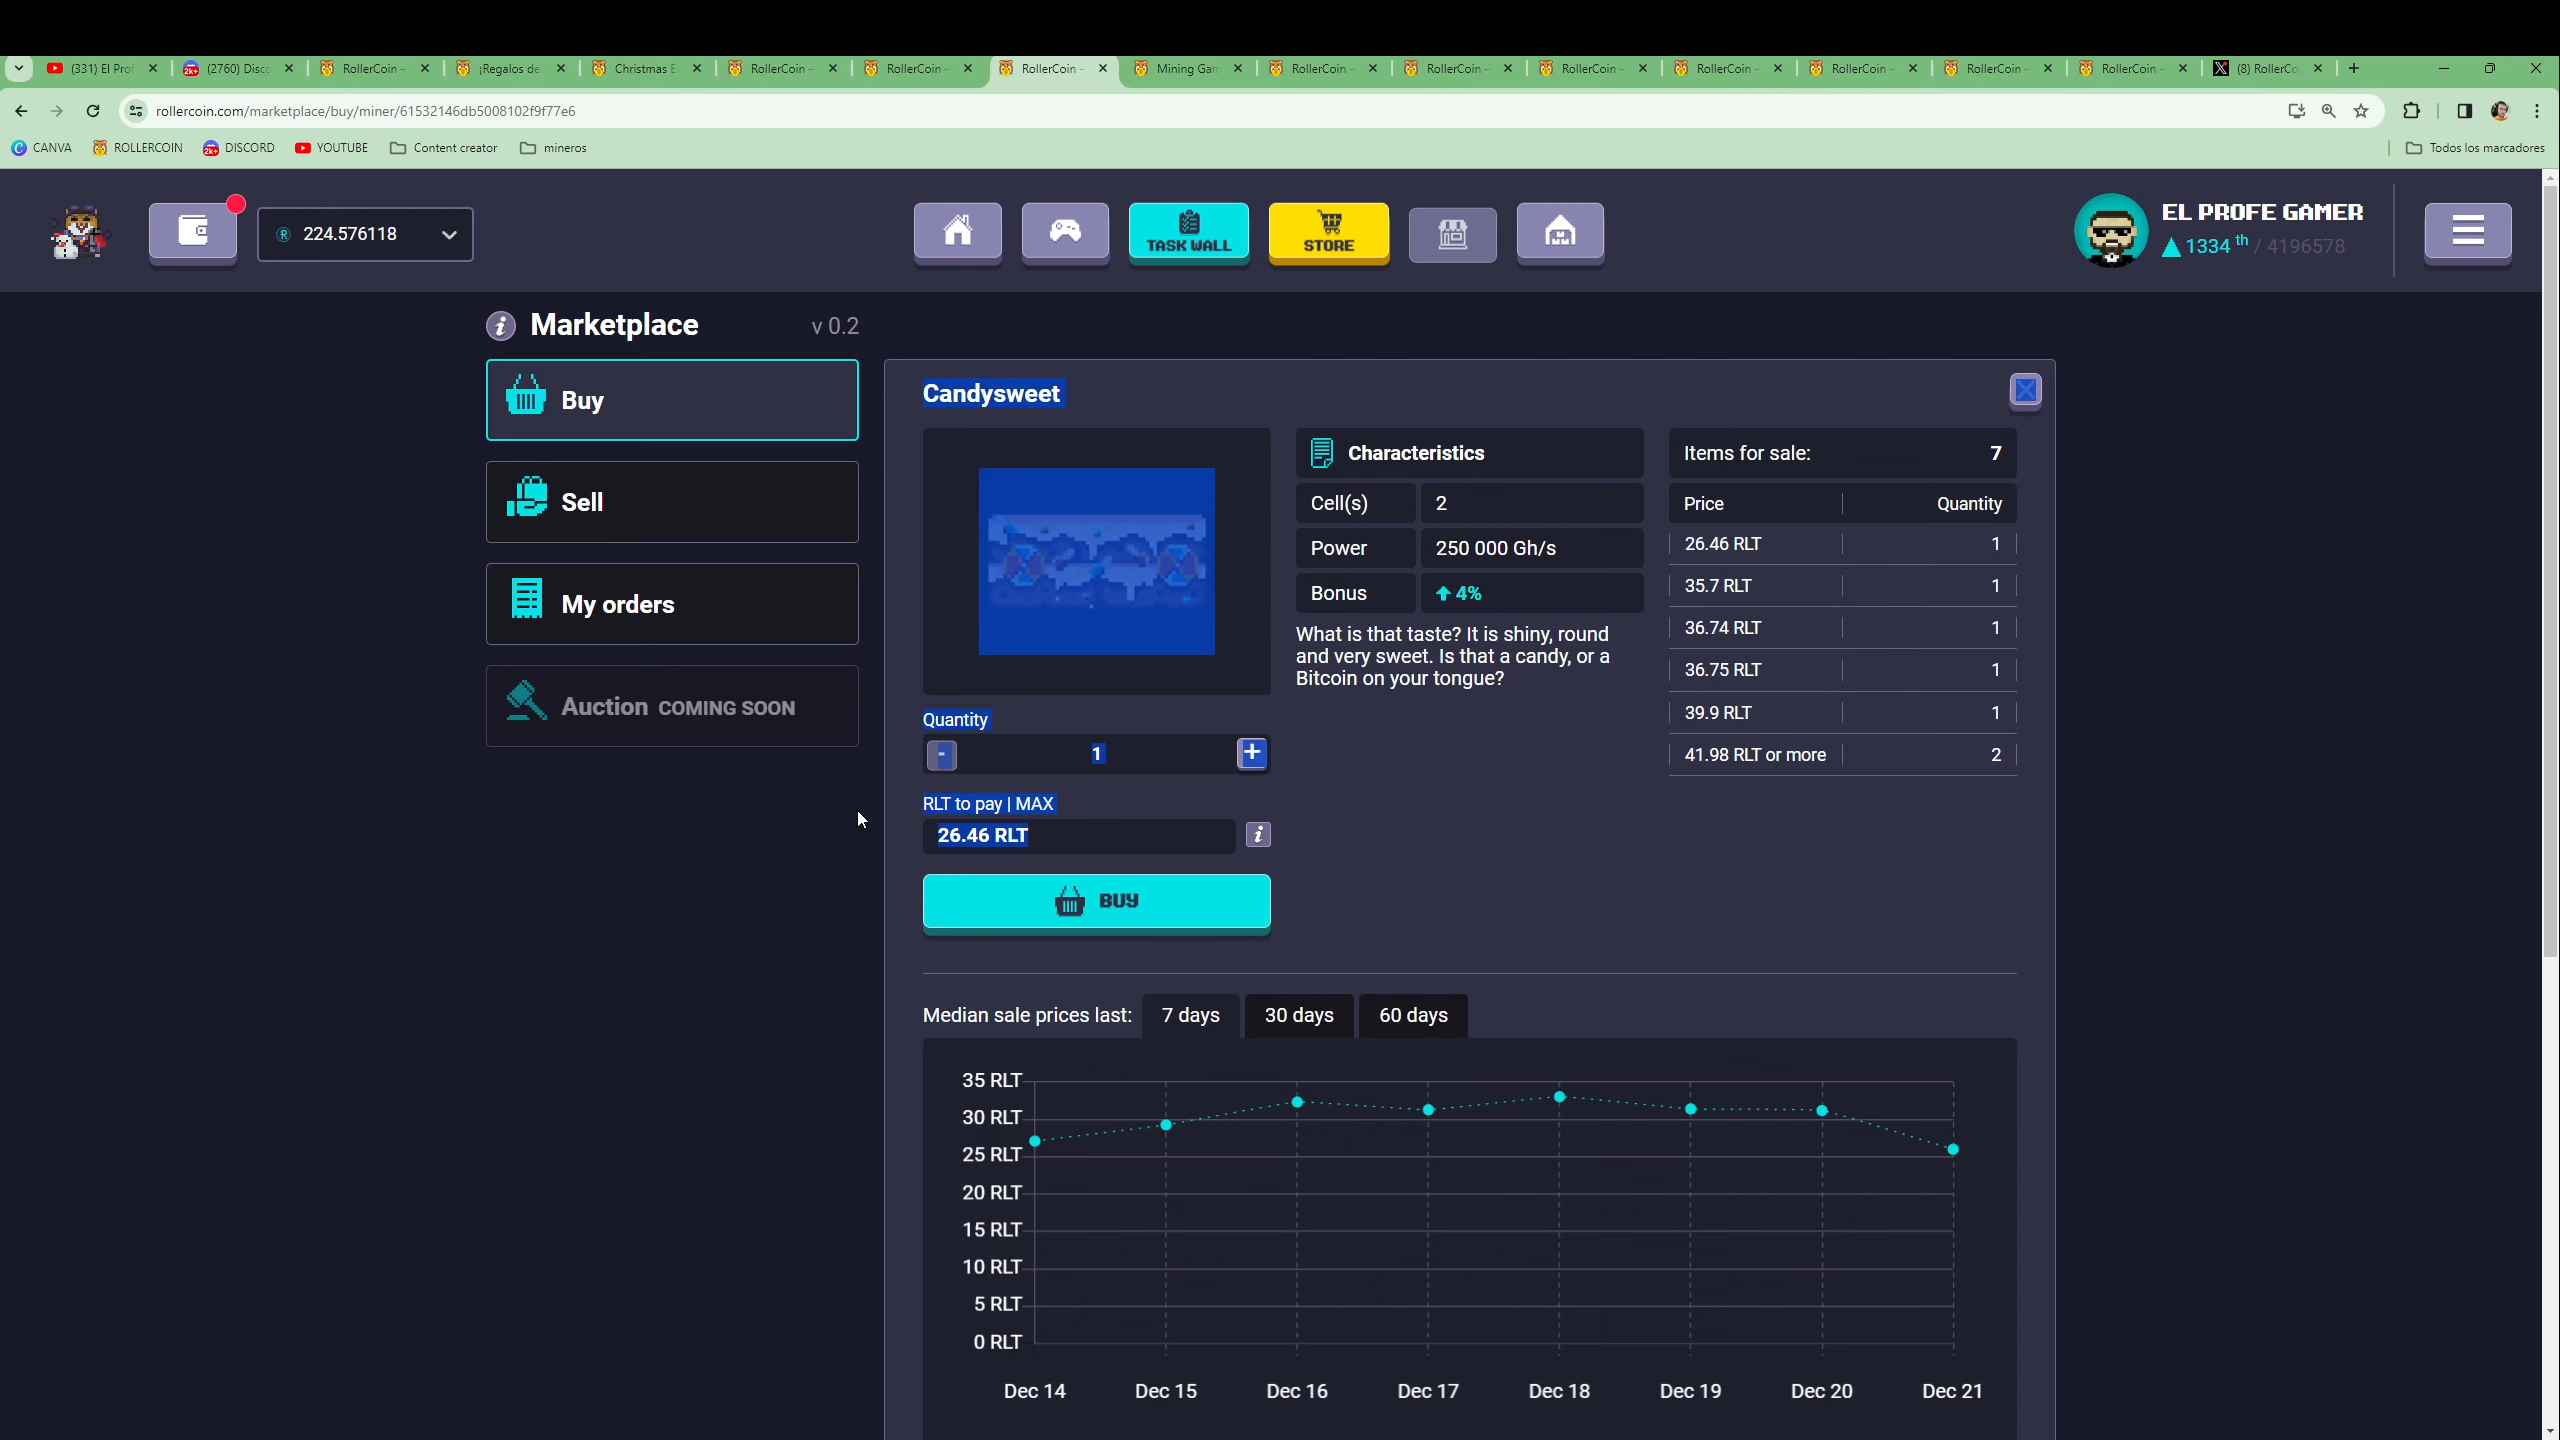 (331) El Prof
(2760) Disco
RollerCoin -
¡Regalos de
Christmas E
RollerCoin -
RollerCoin -
RollerCoin -
Mining Gam
RollerCoin -
RollerCoin -
RollerCoin -
RollerCoin -
RollerCoin -
RollerCoin -
RollerCoin -
(8) RollerCo
rollercoin.com/marketplace/buy/miner/61532146db5008102f9f77e6
CANVA
ROLLERCOIN
DISCORD
YOUTUBE
Content creator
mineros
Todos los marcadores
224.576118
TASK WALL
STORE
EL PROFE GAMER
1334 th / 4196578
Marketplace
v 0.2
Buy
Sell
My orders
Auction COMING SOON
Candysweet
Characteristics
Cell(s) 2
Power 250 000 Gh/s
Bonus 4%
What is that taste? It is shiny, round
and very sweet. Is that a candy, or a
Bitcoin on your tongue?
Items for sale: 7
Price Quantity
26.46 RLT 1
35.7 RLT 1
36.74 RLT 1
36.75 RLT 1
39.9 RLT 1
41.98 RLT or more 2
Quantity
- 1 +
RLT to pay | MAX
26.46 RLT
BUY
Median sale prices last: 7 days 30 days 60 days
35 RLT
30 RLT
25 RLT
20 RLT
15 RLT
10 RLT
5 RLT
0 RLT
Dec 14 Dec 15 Dec 16 Dec 17 Dec 18 Dec 19 Dec 20 Dec 21